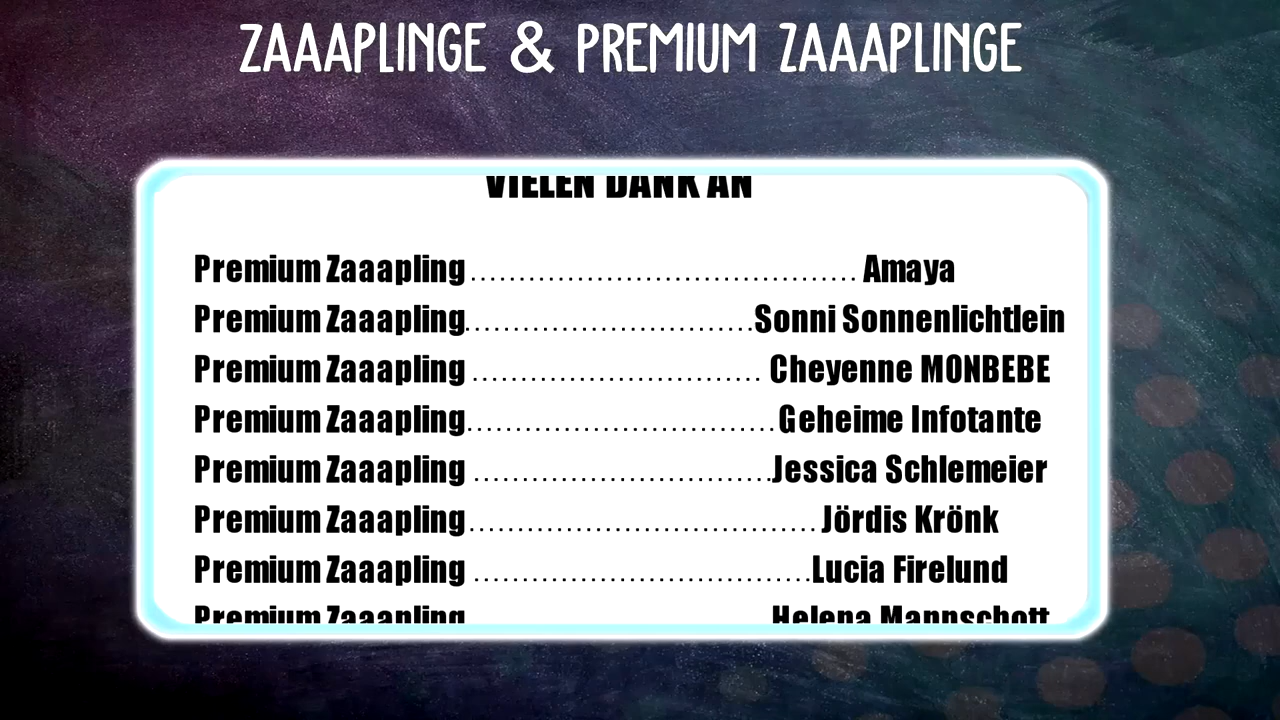 ZAAAPLINGE & PREMIUM ZAAAPLINGE
VIELEN DANK AN
Premium Zaaapling ........................................ Amaya
Premium Zaaapling.............................. Sonni Sonnenlichtlein
Premium Zaaapling .............................. Cheyenne MONBEBE
Premium Zaaapling................................ Geheime Infotante
Premium Zaaapling ...............................Jessica Schlemeier
Premium Zaaapling.................................... Jördis Krönk
Premium Zaaapling ...................................Lucia Firelund
Premium Zaaapling Helena Mannschott